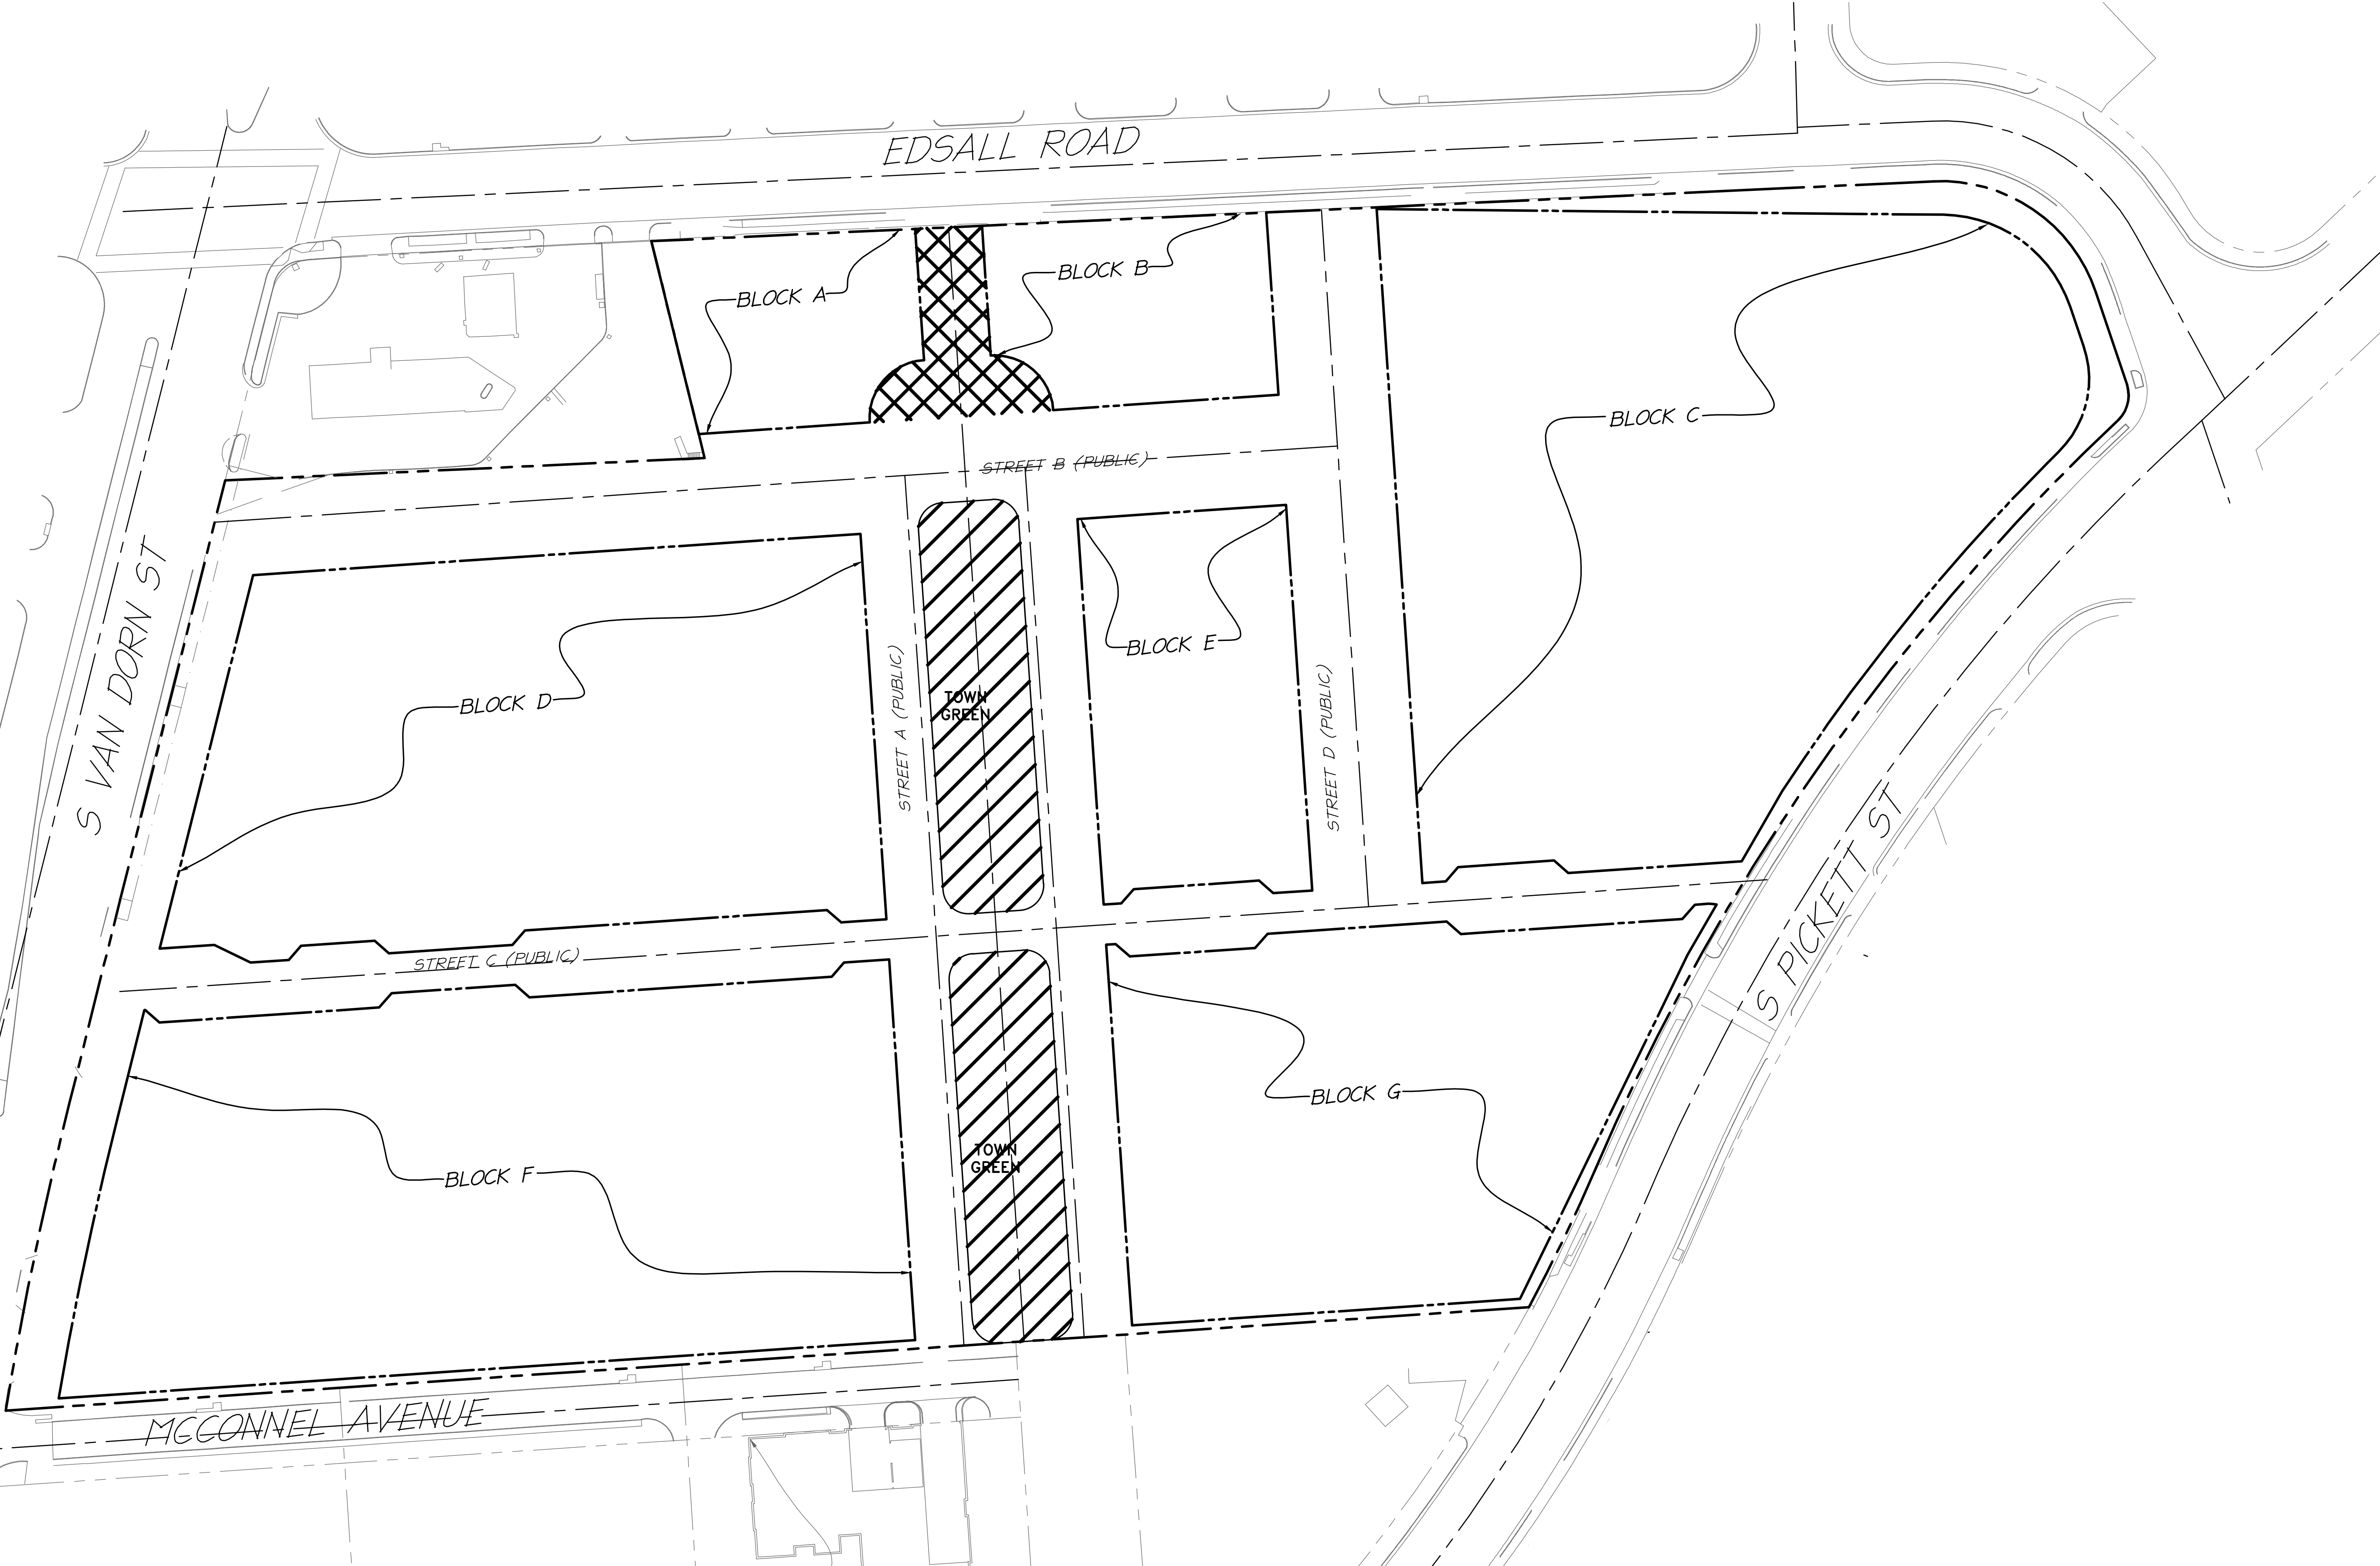 EDSALL ROAD
BLOCK A
BLOCK B
BLOCK C
STREET B (PUBLIC)
S VAN DORN ST
BLOCK D
STREET A (PUBLIC)
TOWN
GREEN
BLOCK E
STREET D (PUBLIC)
S PICKETT ST
STREET C (PUBLIC)
BLOCK F
TOWN
GREEN
BLOCK G
MCCONNEL AVENUE